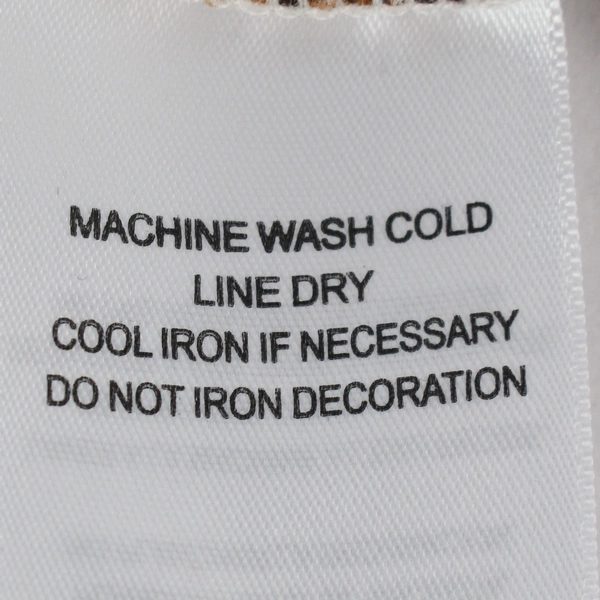 MACHINE WASH COLD
LINE DRY
COOL IRON IF NECESSARY
DO NOT IRON DECORATION